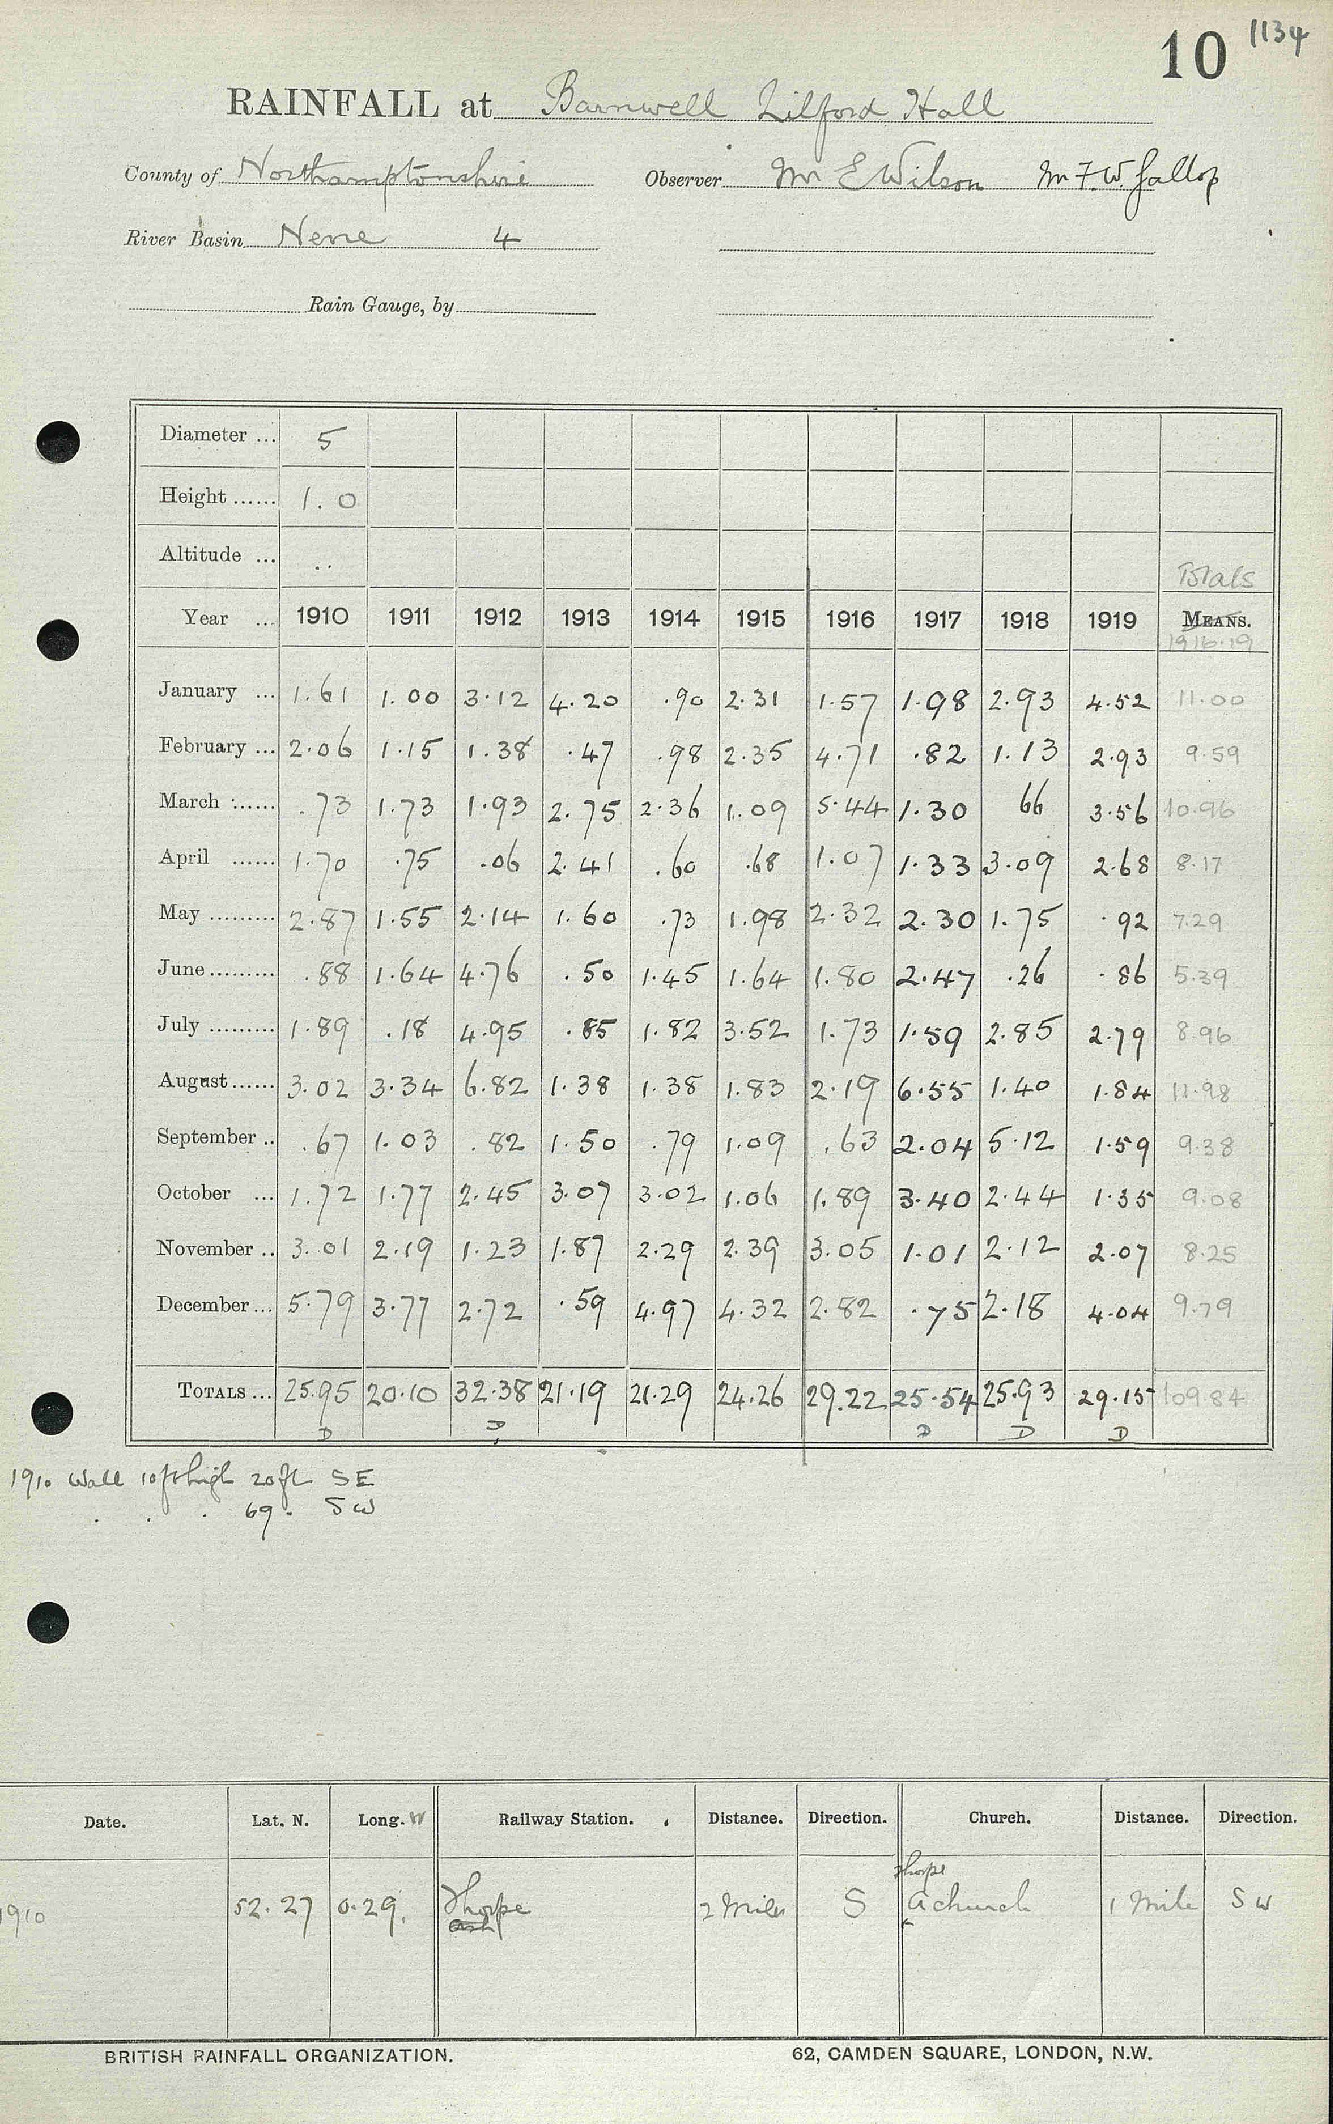 10 1134
RAINFALL at Barnwell Lilford Hall
County of Northamptonshire Observer Mr E Wilson Mr F. W. Gallop
River Basin Nene 4
Rain Gauge, by
Diameter ... 5
Height ...... 1.0
Altitude ... .. Totals
Year ... 1910 1911 1912 1913 1914 1915 1916 1917 1918 1919 MEANS.
1916-19
January ... 1.61 1.00 3.12 4.20 .90 2.31 1.57 1.98 2.93 4.52 11.00
February ... 2.06 1.15 1.38 .47 .98 2.35 4.71 .82 1.13 2.93 9.59
March ...... .73 1.73 1.93 2.75 2.36 1.09 5.44 1.30 66 3.56 10.96
April ...... 1.70 .75 .06 2.41 .60 .68 1.07 1.33 3.09 2.68 8.17
May ......... 2.87 1.55 2.14 1.60 .73 1.98 2.32 2.30 1.75 .92 7.29
June ......... .88 1.64 4.76 .50 1.45 1.64 1.80 2.47 .26 .86 5.39
July ......... 1.89 .18 4.95 .85 1.82 3.52 1.73 1.59 2.85 2.79 8.96
August ...... 3.02 3.34 6.82 1.38 1.38 1.83 2.19 6.55 1.40 1.84 11.98
September .. .67 1.03 .82 1.50 .79 1.09 .63 2.04 5.12 1.59 9.38
October ... 1.72 1.77 2.45 3.07 3.02 1.06 1.89 3.40 2.44 1.35 9.08
November .. 3.01 2.19 1.23 1.87 2.29 2.39 3.05 1.01 2.12 2.07 8.25
December ... 5.79 3.77 2.72 .59 4.97 4.32 2.82 .75 2.18 4.04 9.79
TOTALS ... 25.95 20.10 32.38 21.19 21.29 24.26 29.22 25.54 25.93 29.15 109.84
D D D D D
1910 Wall 10ft high 20ft SE
. . . 69 . SW
Date. Lat. N. Long. W Railway Station. Distance. Direction. Church. Distance. Direction.
1910 52.27 0.29. Thorpe 2 Miles S Thorpe Achurch 1 Mile SW
BRITISH RAINFALL ORGANIZATION. 62, CAMDEN SQUARE, LONDON, N.W.